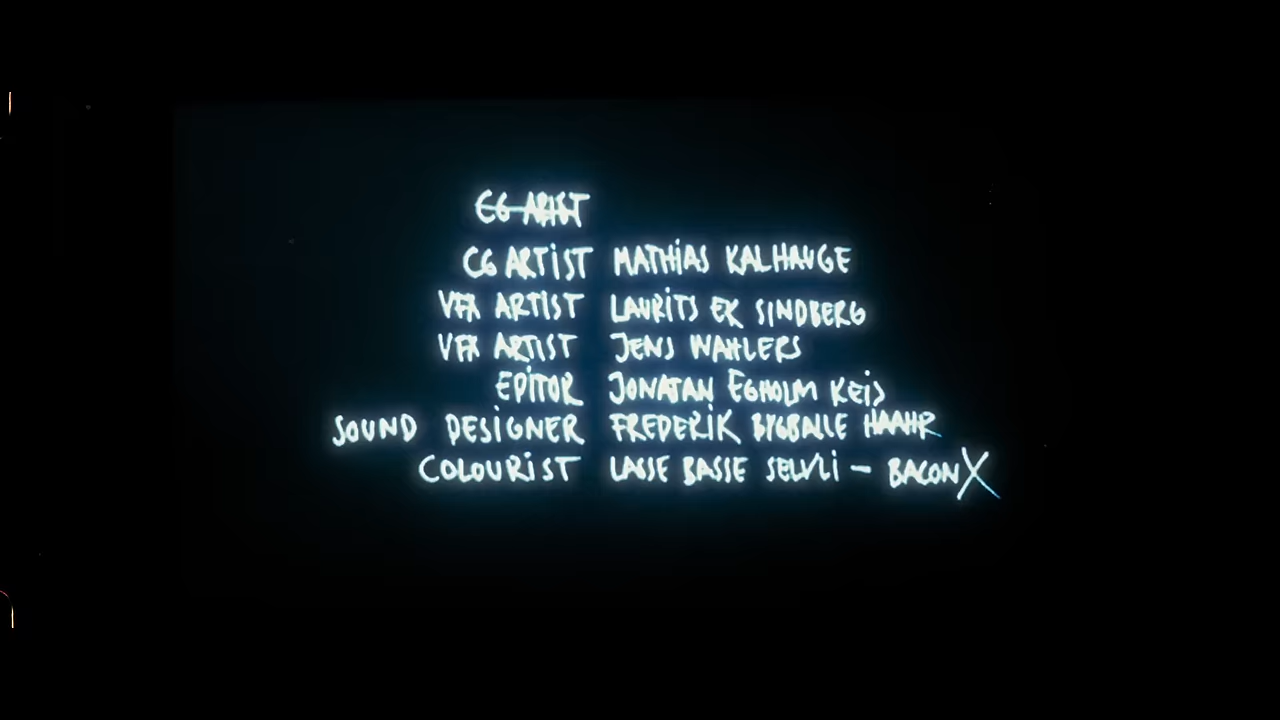 CG ARIST
CG ARTIST MATHIAS KALHAUGE
VFX ARTIST LAURITS EK SINDBERG
VFX ARTIST JENS WAHLERS
EDITOR JONATAN EGHOLM KEIS
SOUND DESIGNER FREDERIK BYGBALLE HAAHR
COLOURIST LASSE BASSE SELVLI - BACON X